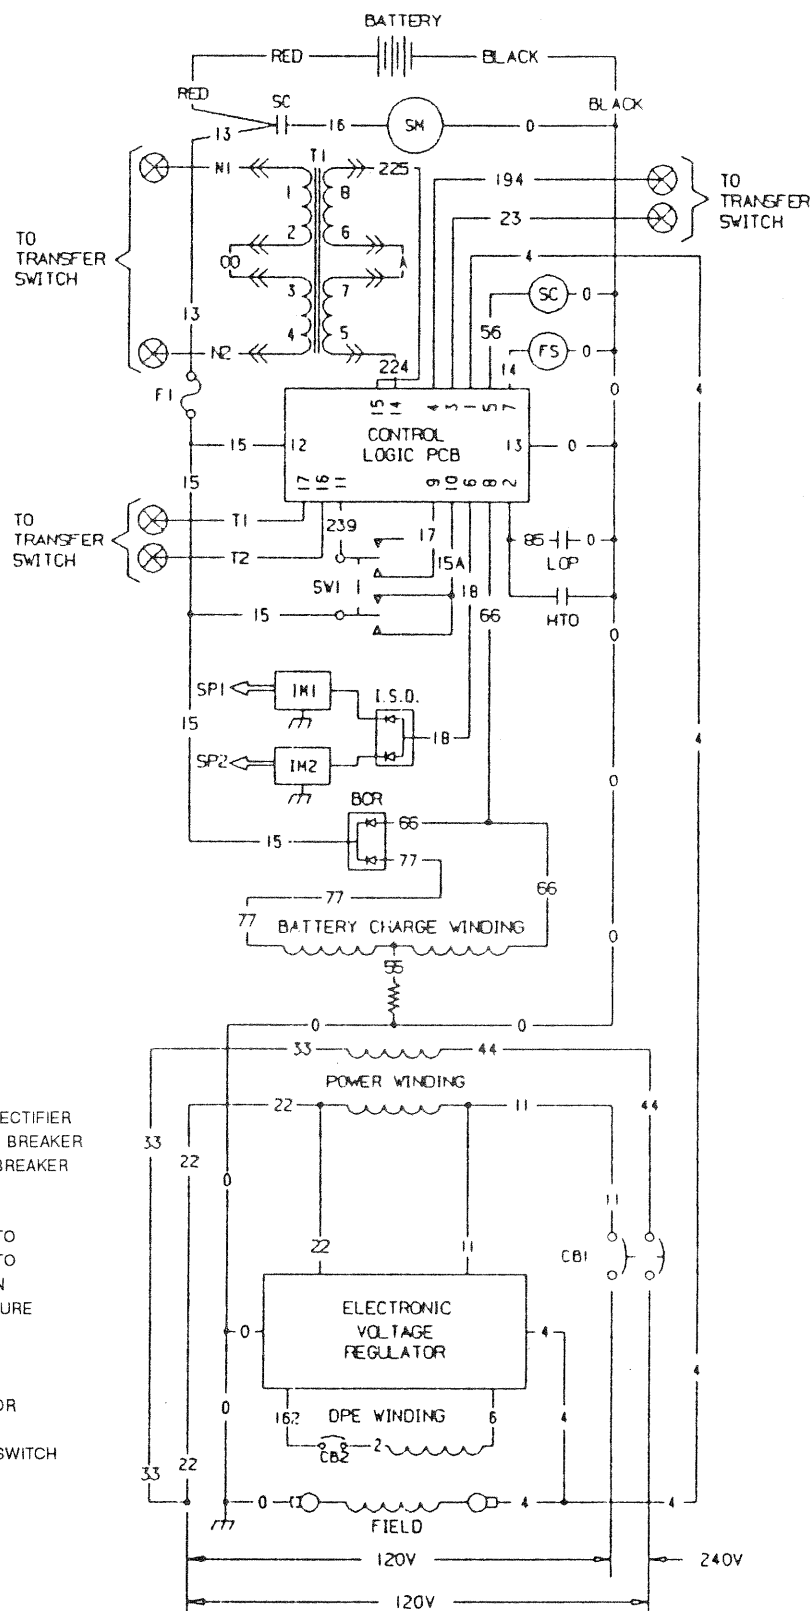 BATTERY
RED
BLACK
RED
SC
BLACK
13
16
SM
0
N1
T1
225
194
TO
TRANSFER
SWITCH
1
8
23
TO
TRANSFER
SWITCH
2
6
4
00
A
3
7
SC
0
13
56
4
5
FS
0
N2
224
14
F1
0
4
15
14
4
3
1
5
7
15
12
CONTROL
LOGIC PCB
13
0
15
17
16
11
9
10
6
8
2
TO
TRANSFER
SWITCH
T1
239
17
85
0
T2
15A
LOP
SW1
18
66
HTO
15
0
SP1
IM1
I.S.D.
15
18
4
SP2
IM2
0
BCR
66
15
77
77
66
77
BATTERY CHARGE WINDING
0
55
0
0
33
44
POWER WINDING
22
11
44
ECTIFIER
BREAKER
BREAKER
33
22
0
11
TO
TO
N
URE
22
11
CB1
ELECTRONIC
VOLTAGE
REGULATOR
0
4
4
OR
0
162
DPE WINDING
6
4
SWITCH
CB2
2
22
33
0
4
4
FIELD
120V
240V
120V